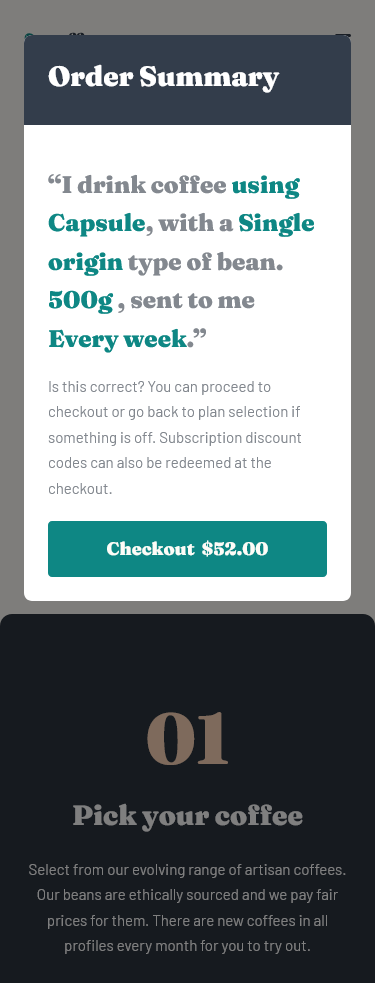 Order Summary
“I drink coffee using
Capsule, with a Single
origin type of bean.
500g , sent to me
Every week.”
Is this correct? You can proceed to
checkout or go back to plan selection if
something is off. Subscription discount
codes can also be redeemed at the
checkout.
Checkout $52.00
01
Pick your coffee
Select from our evolving range of artisan coffees.
Our beans are ethically sourced and we pay fair
prices for them. There are new coffees in all
profiles every month for you to try out.